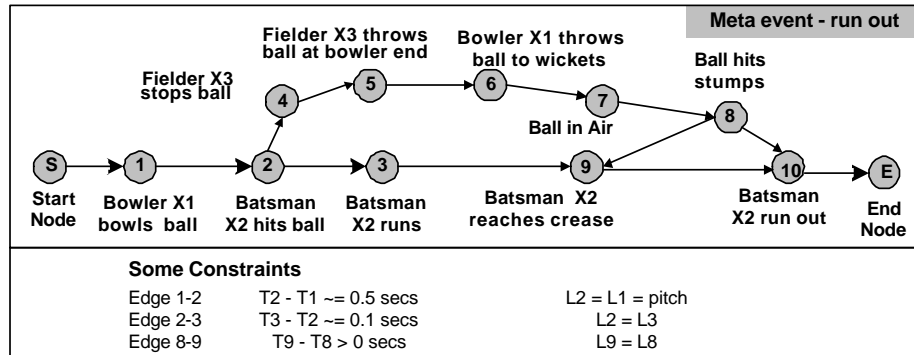 Meta event - run out
Fielder X3 throws
ball at bowler end
Bowler X1 throws
ball to wickets
Ball hits
stumps
Fielder X3
stops ball
4
5
6
7
8
Ball in Air
S
1
2
3
9
10
E
Start
Node
Bowler X1
bowls ball
Batsman
X2 hits ball
Batsman
X2 runs
Batsman X2
reaches crease
Batsman
X2 run out
End
Node
Some Constraints
Edge 1-2 T2 - T1 ~= 0.5 secs L2 = L1 = pitch
Edge 2-3 T3 - T2 ~= 0.1 secs L2 = L3
Edge 8-9 T9 - T8 > 0 secs L9 = L8